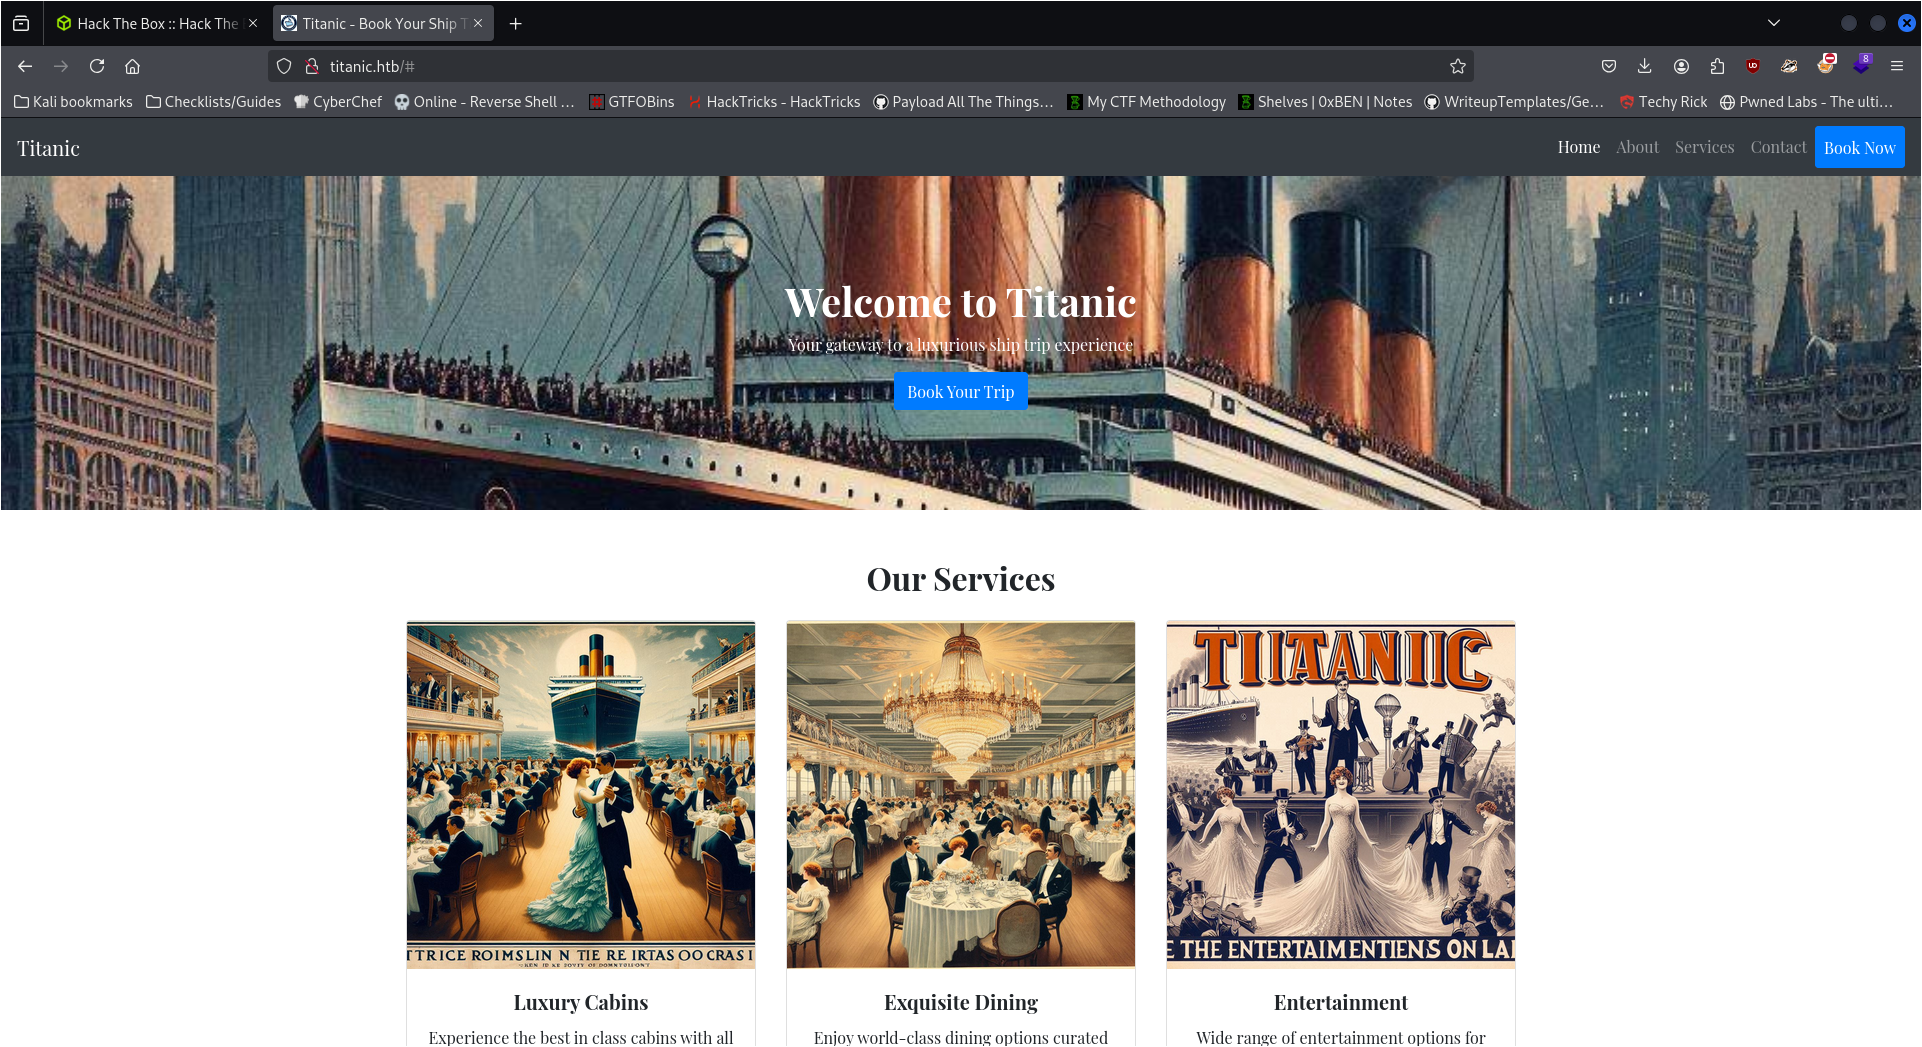 Hack The Box :: Hack The
Titanic - Book Your Ship T
titanic.htb/#
8
Kali bookmarks Checklists/Guides CyberChef Online - Reverse Shell ... GTFOBins HackTricks - HackTricks Payload All The Things... My CTF Methodology Shelves | 0xBEN | Notes WriteupTemplates/Ge... Techy Rick Pwned Labs - The ulti...
Titanic
Home About Services Contact Book Now
Welcome to Titanic
Your gateway to a luxurious ship trip experience
Book Your Trip
Our Services
TITAANIC
TTRICE ROIMSLIN N TIE RE IRTAS OO CRAS I
E THE ENTERTAIMENTIENS ON LAI
Luxury Cabins
Experience the best in class cabins with all
Exquisite Dining
Enjoy world-class dining options curated
Entertainment
Wide range of entertainment options for